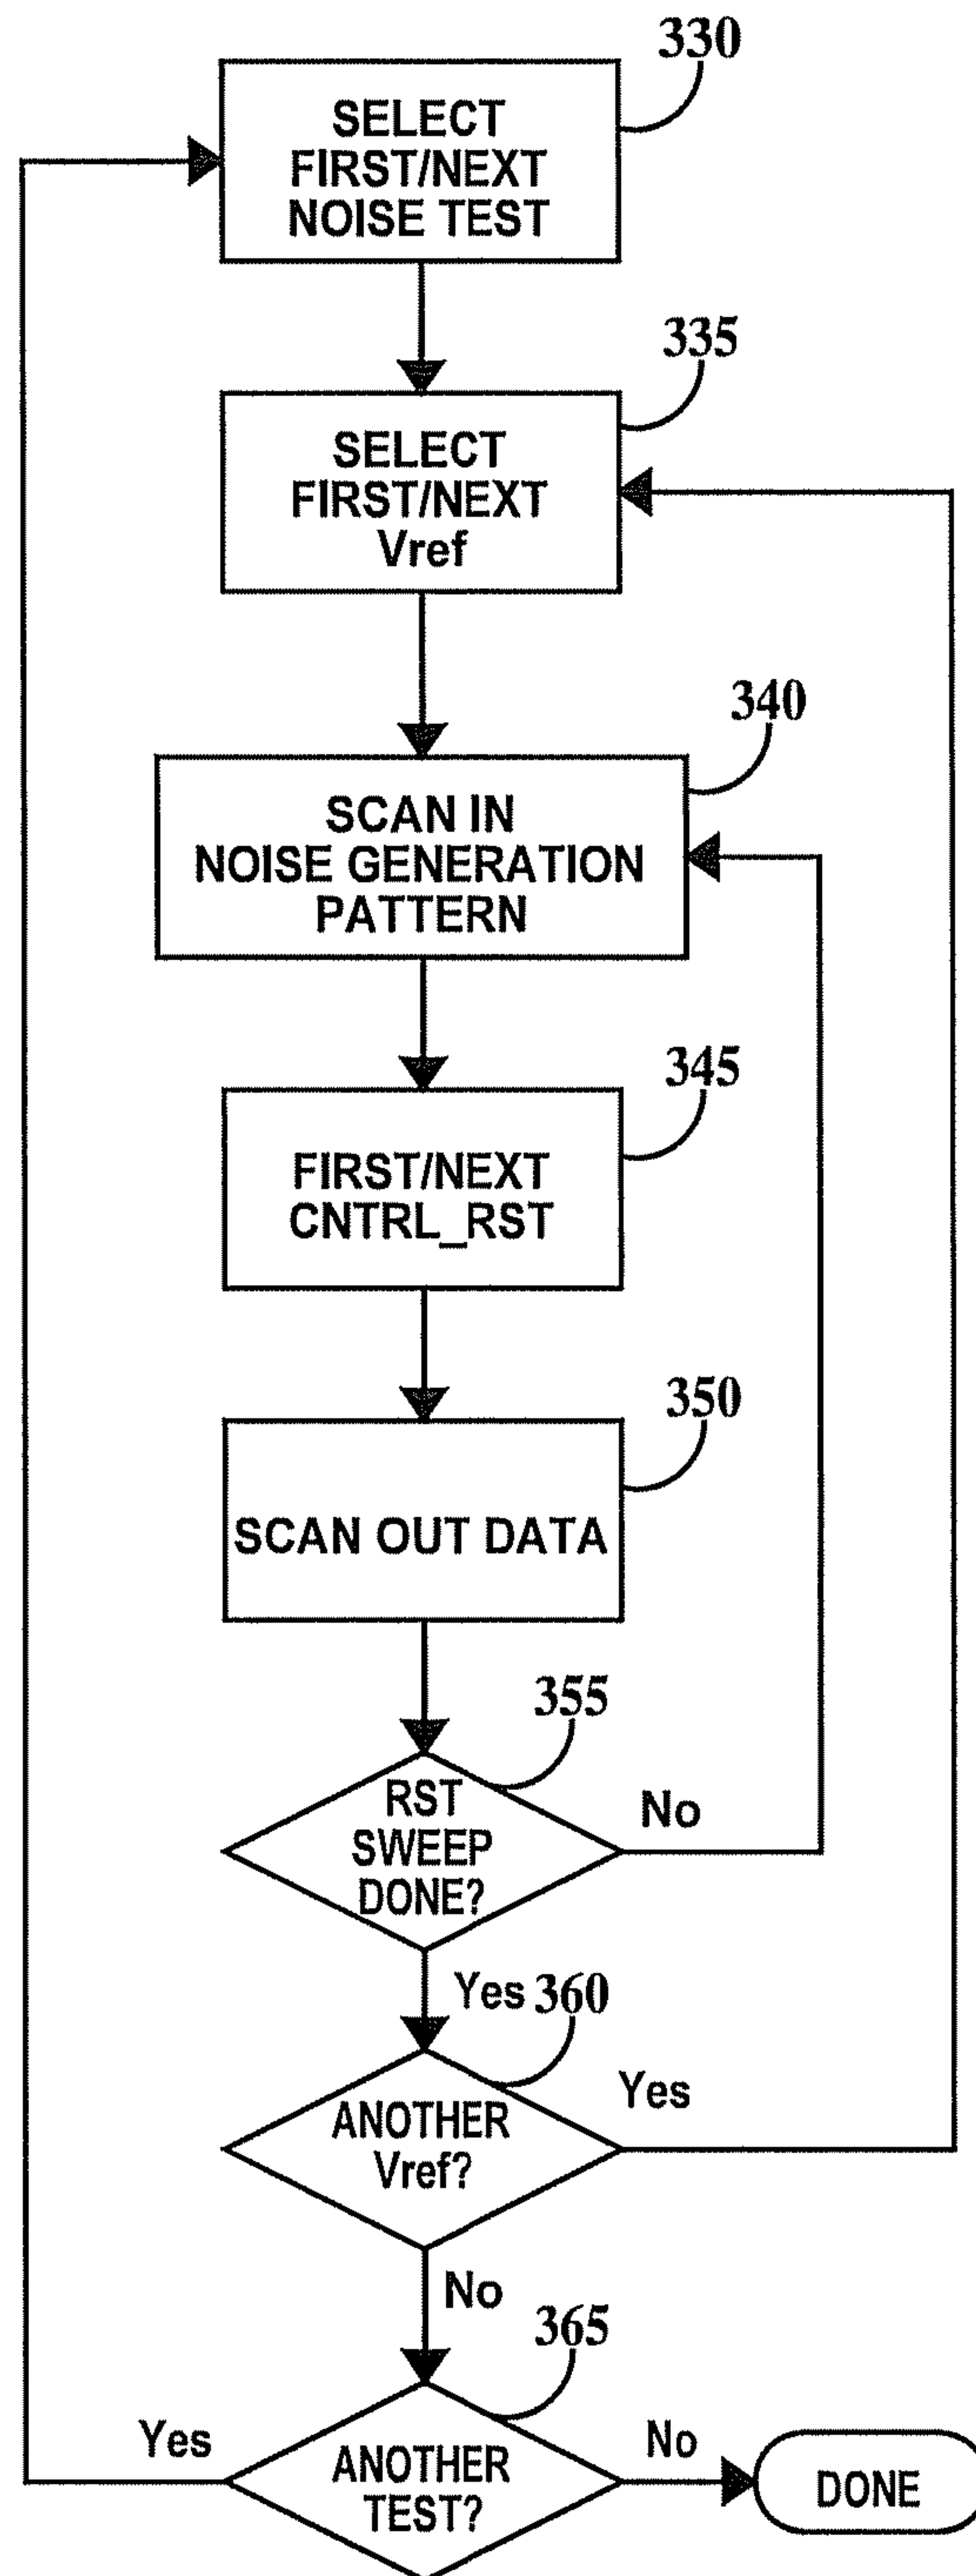 330
SELECT
FIRST/NEXT
NOISE TEST
335
SELECT
FIRST/NEXT
Vref
340
SCAN IN
NOISE GENERATION
PATTERN
345
FIRST/NEXT
CNTRL_RST
350
SCAN OUT DATA
355
RST
SWEEP
DONE?
No
Yes
360
ANOTHER
Vref?
Yes
No
365
ANOTHER
TEST?
Yes
No
DONE